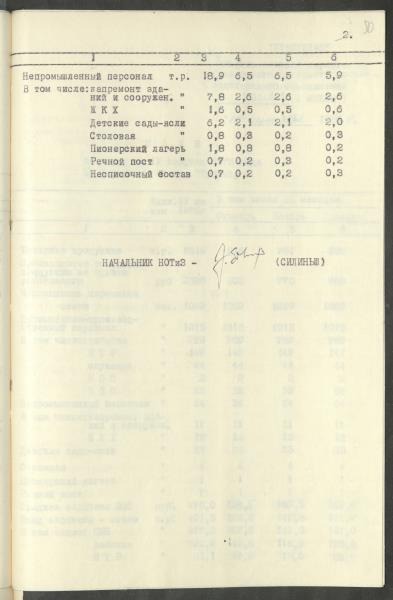 2.
1 2 3 4 5 6
Непромышленный персонал т.р. 18,9 6,5 6,5 5,9
В том числе:капремонт зда-
ний и сооружен. " 7,8 2,6 2,6 2,6
Ж К Х " 1,6 0,5 0,5 0,6
Детские сады-ясли " 6,2 2,1 2,1 2,0
Столовая " 0,8 0,3 0,2 0,3
Пионерский лагерь " 1,8 0,8 0,8 0,2
Речной пост " 0,7 0,2 0,3 0,2
Несписочный состав " 0,7 0,2 0,2 0,3
НАЧАЛЬНИК НОТиЗ - (СИЛИНЬШ)